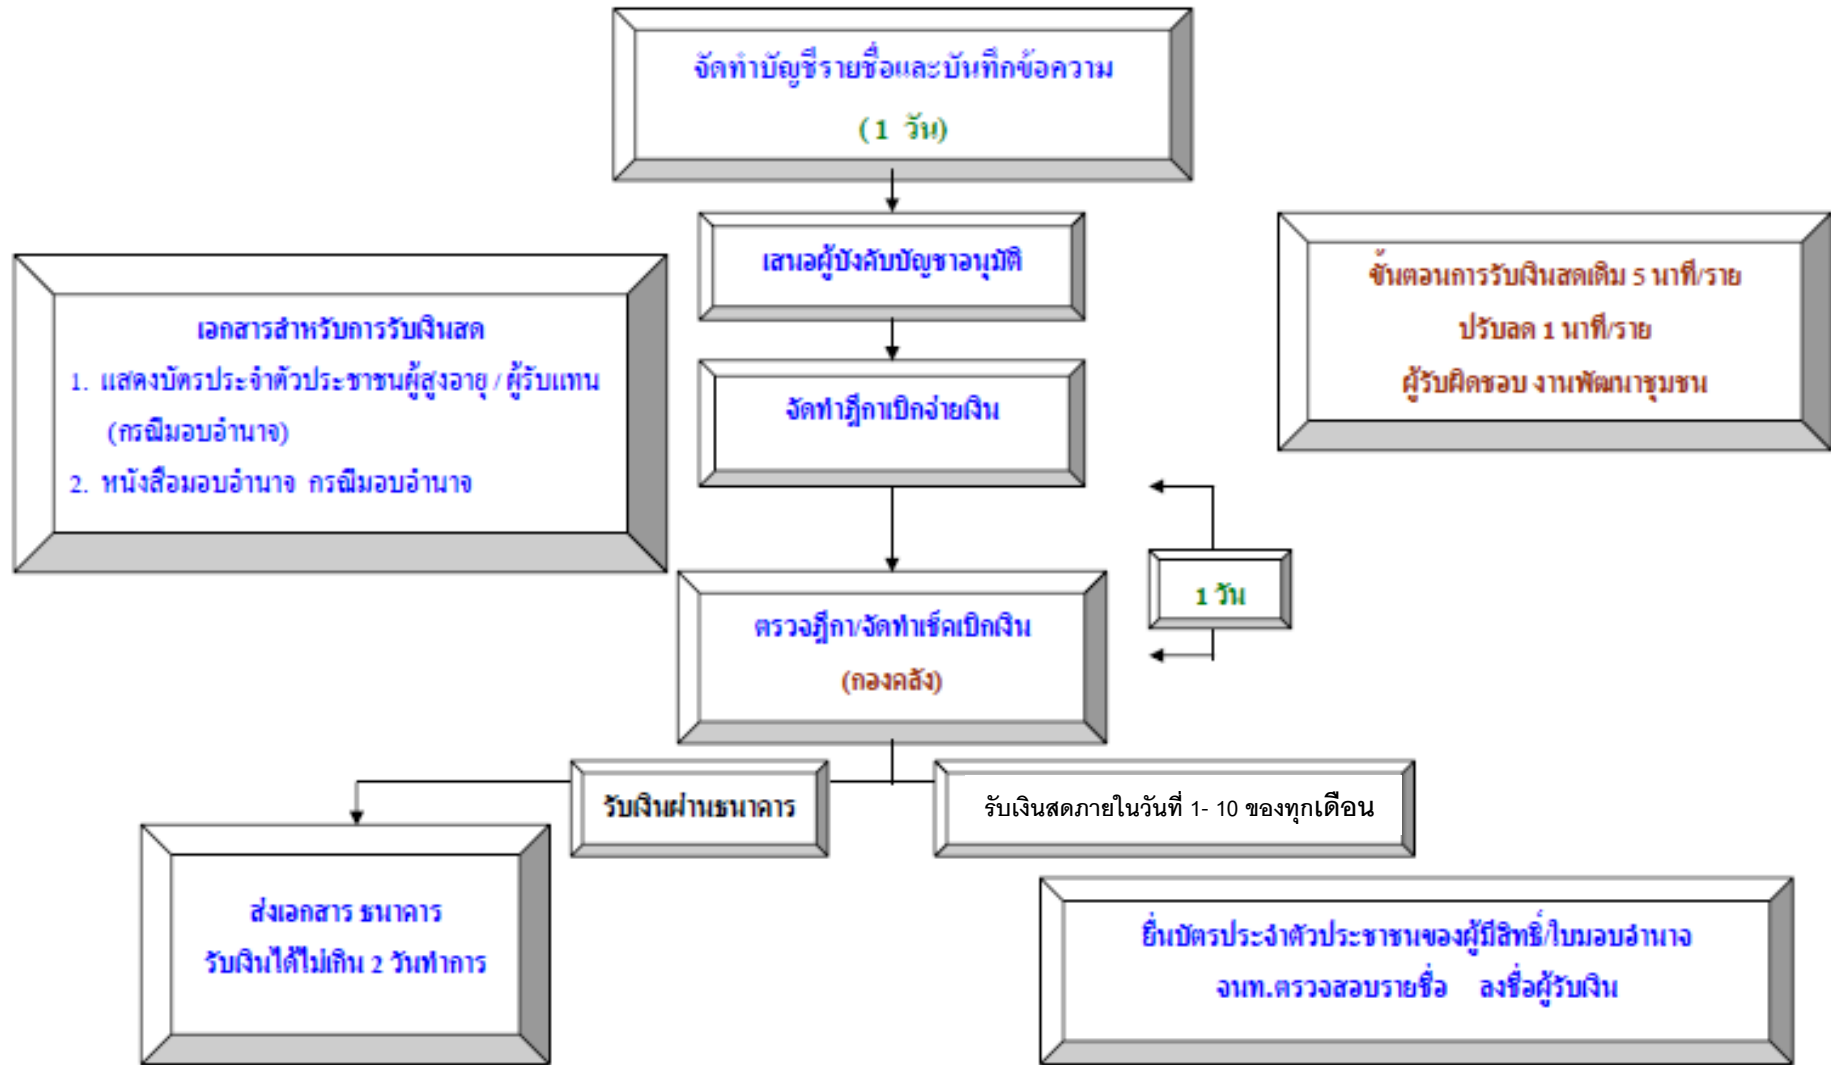 จัดทำบัญชีรายชื่อและบันทึกข้อความ
(1 วัน)
เสนอผู้บังคับบัญชาอนุมัติ
ขั้นตอนการรับเงินสดเดิม 5 นาที/ราย
ปรับลด 1 นาที/ราย
ผู้รับผิดชอบ งานพัฒนาชุมชน
เอกสารสำหรับการรับเงินสด
1. แสดงบัตรประจำตัวประชาชนผู้สูงอายุ / ผู้รับแทน
(กรณีมอบอำนาจ)
2. หนังสือมอบอำนาจ กรณีมอบอำนาจ
จัดทำฎีกาเบิกจ่ายเงิน
1 วัน
ตรวจฎีกา/จัดทำเช็คเบิกเงิน
(กองคลัง)
รับเงินผ่านธนาคาร
รับเงินสดภายในวันที่ 1- 10 ของทุกเดือน
ส่งเอกสาร ธนาคาร
รับเงินได้ไม่เกิน 2 วันทำการ
ยื่นบัตรประจำตัวประชาชนของผู้มีสิทธิ์/ใบมอบอำนาจ
จนท.ตรวจสอบรายชื่อ ลงชื่อผู้รับเงิน